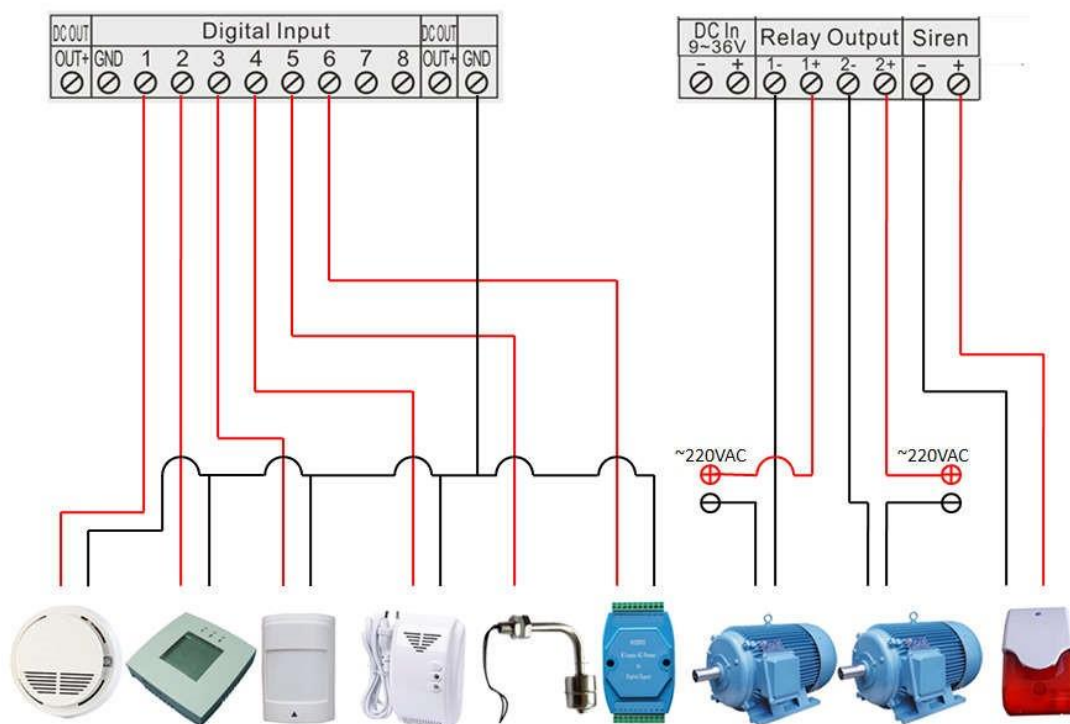 DC OUT Digital Input DC OUT
OUT+ GND 1 2 3 4 5 6 7 8 OUT+ GND
DC In
9~36V Relay Output Siren
− + 1- 1+ 2- 2+ − +
~220VAC ~220VAC